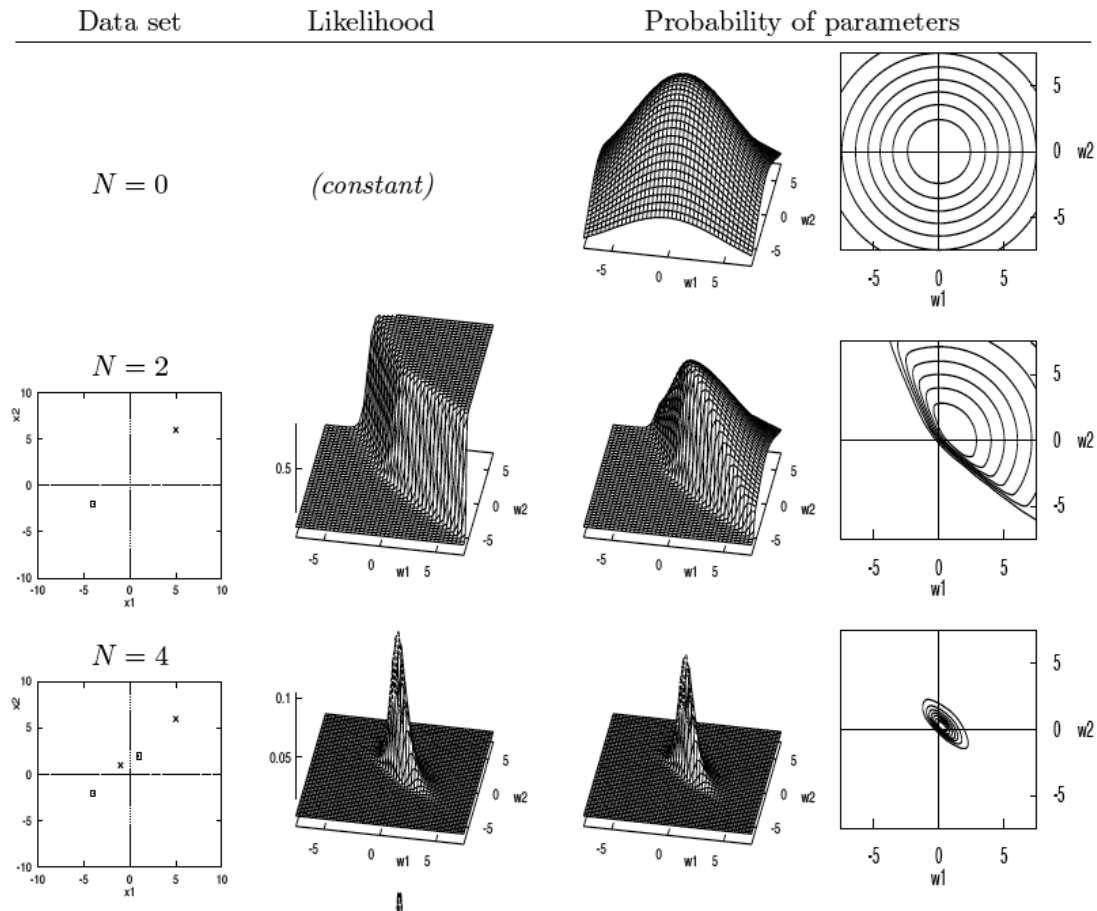 Data set Likelihood Probability of parameters
N = 0 (constant)
-5 0 w1 5
-5 0 w2 5
5
0 w2
-5
-5 0 5
w1
N = 2
10
x2
5
0
-5
-10
-10 -5 0 5 10
x1
0.5
-5 0 w1 5
-5 0 w2 5
-5 0 w1 5
-5 0 w2 5
5
0 w2
-5
-5 0 5
w1
N = 4
10
x2
5
0
-5
-10
-10 -5 0 5 10
x1
0.1
0.05
-5 0 w1 5
-5 0 w2 5
-5 0 w1 5
-5 0 w2 5
5
0 w2
-5
-5 0 5
w1